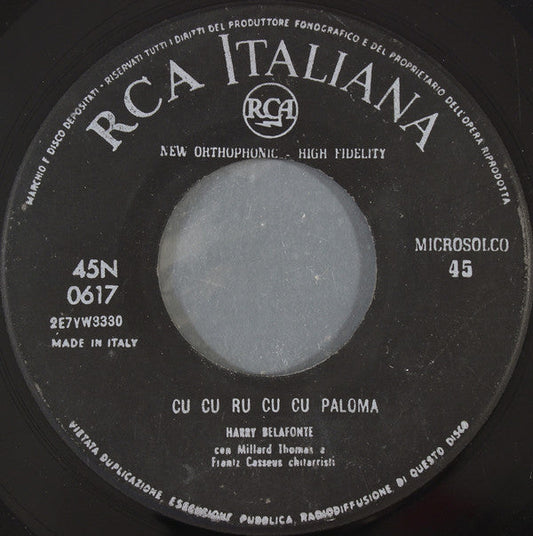 MARCHIO E DISCO DEPOSITATI - RISERVATI TUTTI I DIRITTI DEL PRODUTTORE FONOGRAFICO E DEL PROPRIETARIO DELL'OPERA RIPRODOTTA
RCA ITALIANA
RCA
NEW ORTHOPHONIC - HIGH FIDELITY
45N
0617
2E7VW9330
MADE IN ITALY
MICROSOLCO
45
CU CU RU CU CU PALOMA
HARRY BELAFONTE
con Millard Thomas e
Frantz Casseus chitarristi
VIETATA DUPLICAZIONE, ESECUZIONE PUBBLICA, RADIODIFFUSIONE, DI QUESTO DISCO